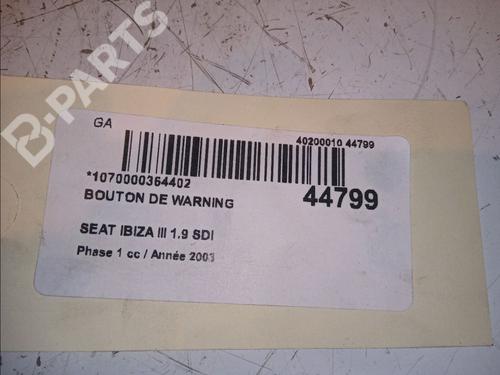 B-PARTS
GA
40200010 44799
*1070000364402
BOUTON DE WARNING
44799
SEAT IBIZA III 1.9 SDI
Phase 1 cc / Année 2003